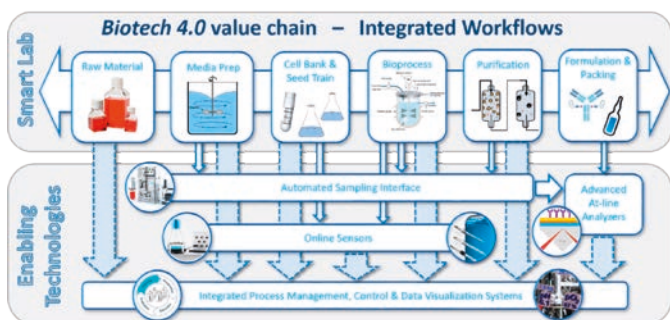 Biotech 4.0 value chain – Integrated Workflows
Smart Lab
Raw Material
Media Prep
Cell Bank &
Seed Train
Bioprocess
Purification
Formulation &
Packing
Enabling
Technologies
Automated Sampling Interface
Advanced
At-line
Analyzers
Online Sensors
Integrated Process Management, Control & Data Visualization Systems